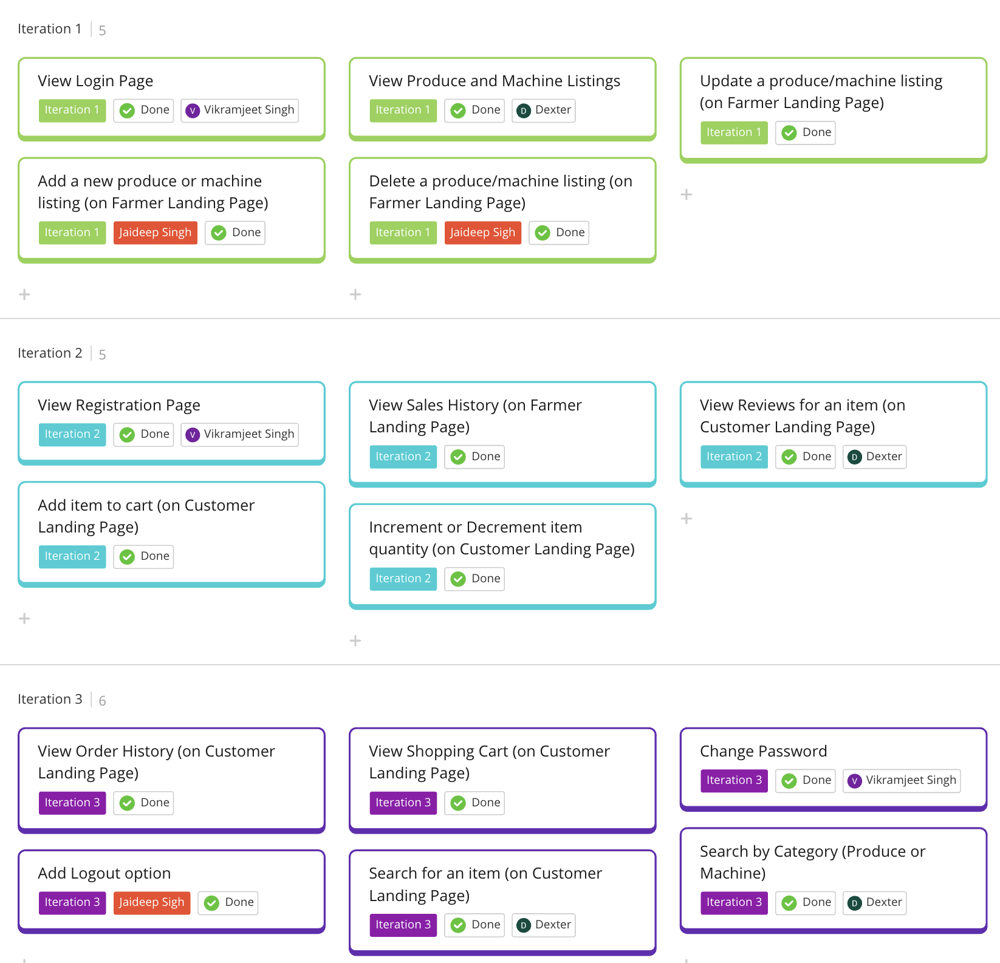 Iteration 1 | 5
View Login Page
Iteration 1 Done V Vikramjeet Singh
Add a new produce or machine
listing (on Farmer Landing Page)
Iteration 1 Jaideep Singh Done
View Produce and Machine Listings
Iteration 1 Done D Dexter
Delete a produce/machine listing (on
Farmer Landing Page)
Iteration 1 Jaideep Sigh Done
Update a produce/machine listing
(on Farmer Landing Page)
Iteration 1 Done
Iteration 2 | 5
View Registration Page
Iteration 2 Done V Vikramjeet Singh
Add item to cart (on Customer
Landing Page)
Iteration 2 Done
View Sales History (on Farmer
Landing Page)
Iteration 2 Done
Increment or Decrement item
quantity (on Customer Landing Page)
Iteration 2 Done
View Reviews for an item (on
Customer Landing Page)
Iteration 2 Done D Dexter
Iteration 3 | 6
View Order History (on Customer
Landing Page)
Iteration 3 Done
Add Logout option
Iteration 3 Jaideep Sigh Done
View Shopping Cart (on Customer
Landing Page)
Iteration 3 Done
Search for an item (on Customer
Landing Page)
Iteration 3 Done D Dexter
Change Password
Iteration 3 Done V Vikramjeet Singh
Search by Category (Produce or
Machine)
Iteration 3 Done D Dexter